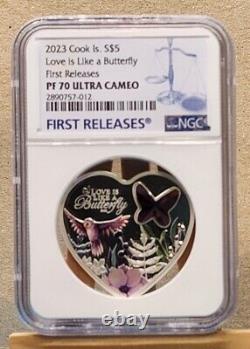 2023 Cook Is. S$5
Love is Like a Butterfly
First Releases
PF 70 ULTRA CAMEO
2890757-012
FIRST RELEASES®
NGC
LOVE IS
LIKE A
Butterfly